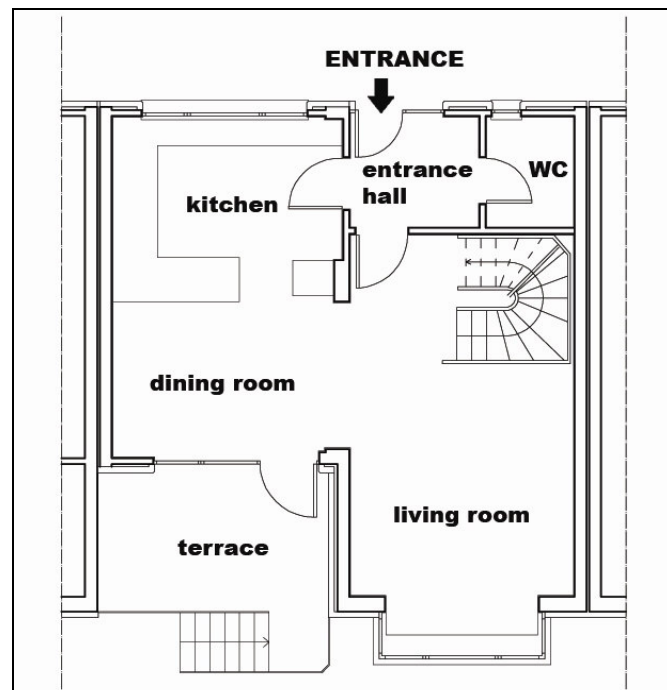 ENTRANCE
entrance
hall
WC
kitchen
dining room
living room
terrace